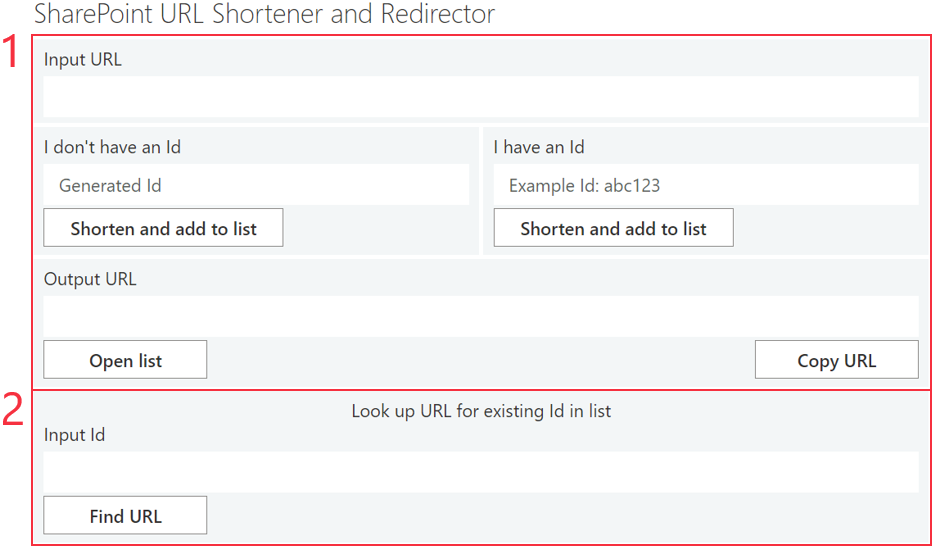 SharePoint URL Shortener and Redirector
1
Input URL
I don't have an Id
I have an Id
Generated Id
Example Id: abc123
Shorten and add to list
Shorten and add to list
Output URL
Open list
Copy URL
2
Look up URL for existing Id in list
Input Id
Find URL